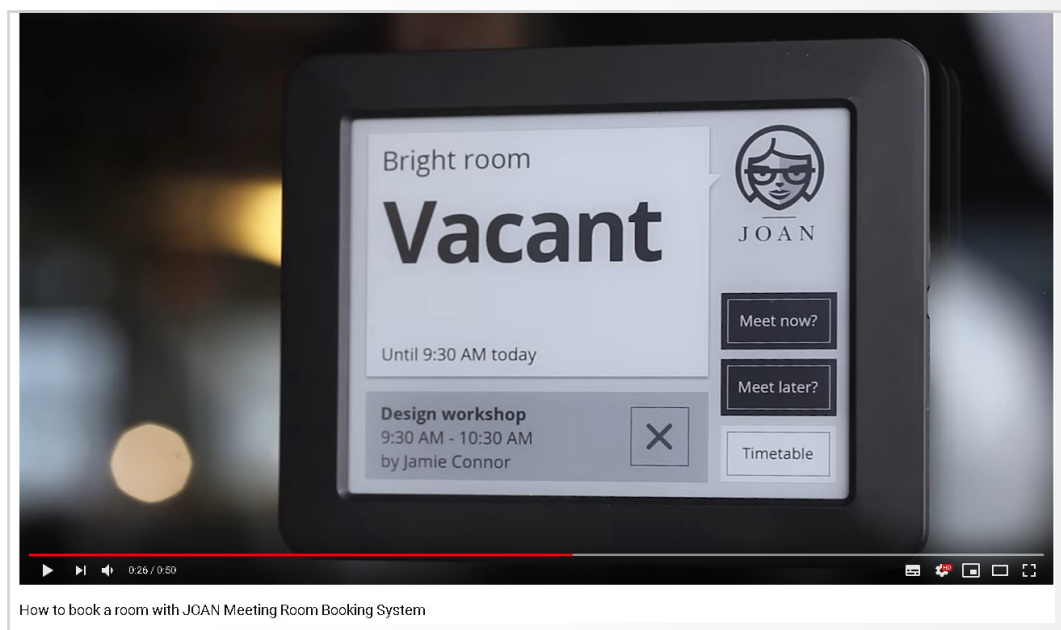 Bright room
Vacant
Until 9:30 AM today
Design workshop
9:30 AM - 10:30 AM
by Jamie Connor
JOAN
Meet now?
Meet later?
Timetable
0:26 / 0:50
HD
How to book a room with JOAN Meeting Room Booking System